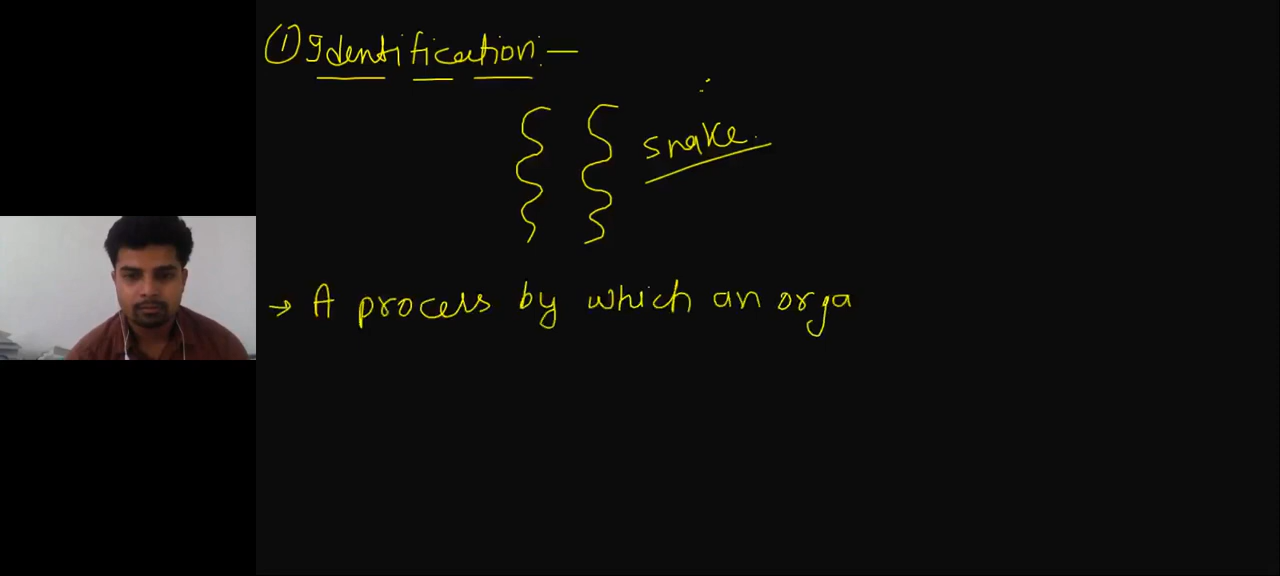 ① Identification:-
snake.
→ A process by which an orga